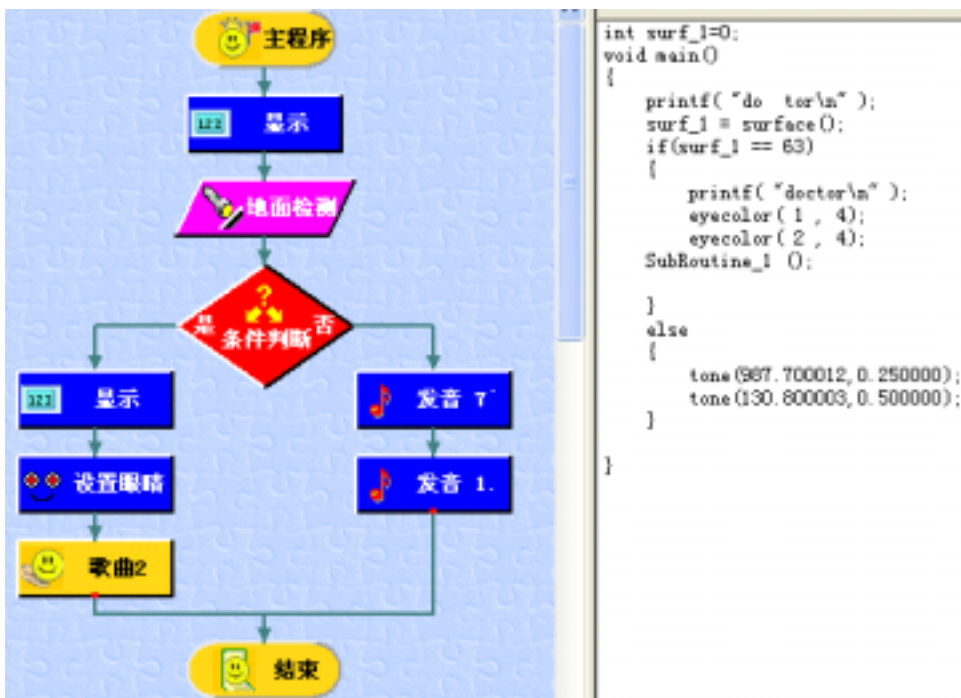 主程序
123 显示
地面检测
?
是 条件判断 否
123 显示
发音 7
设置眼睛
发音 1.
歌曲2
结束
int surf_1=0;
void main()
{
printf( "do  tor\n" );
surf_1 = surface();
if(surf_1 == 63)
{
printf( "doctor\n" );
eyecolor( 1 , 4);
eyecolor( 2 , 4);
SubRoutine_1 ();
}
else
{
tone(987.700012,0.250000);
tone(130.800003,0.500000);
}
}